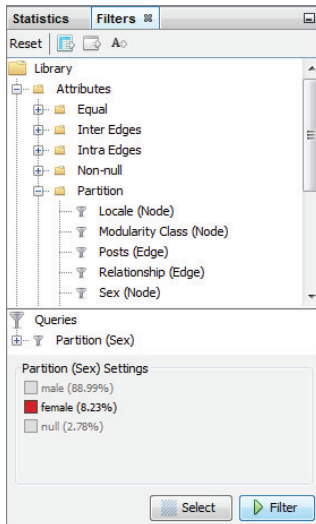 Statistics Filters
Reset A
Library
Attributes
Equal
Inter Edges
Intra Edges
Non-null
Partition
Locale (Node)
Modularity Class (Node)
Posts (Edge)
Relationship (Edge)
Sex (Node)
Queries
Partition (Sex)
Partition (Sex) Settings
male (88.99%)
female (8.23%)
null (2.78%)
Select Filter